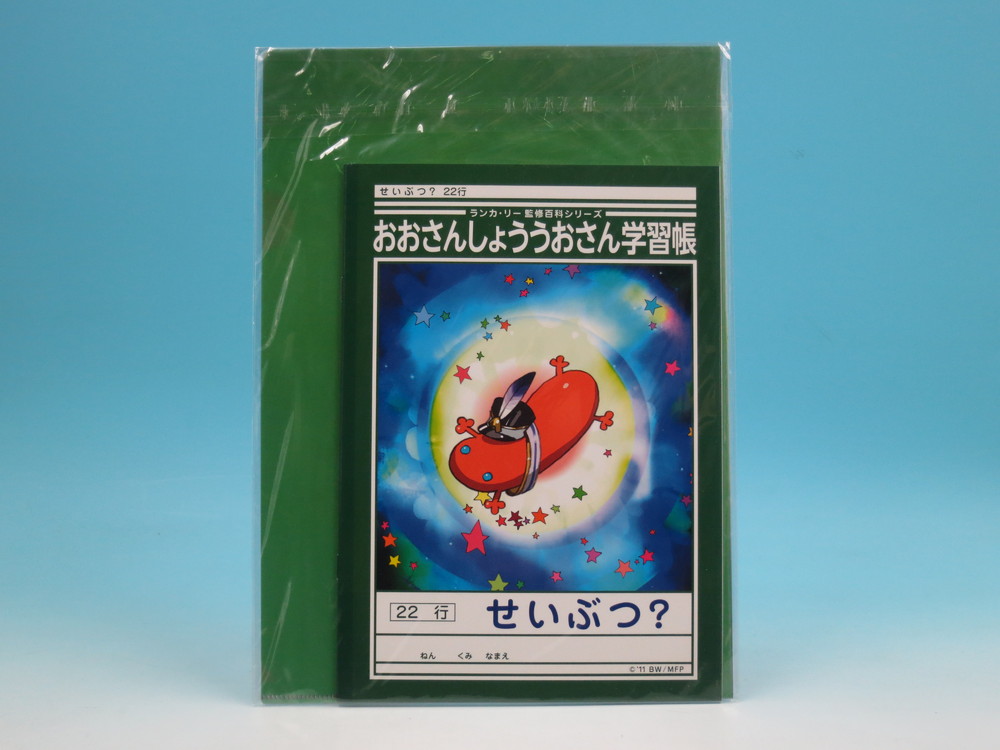 せいぶつ? 22行
ランカ・リー 監修百科シリーズ
おおさんしょううおさん学習帳
22 行
せいぶつ?
ねん くみ なまえ
©'11 BW/MFP